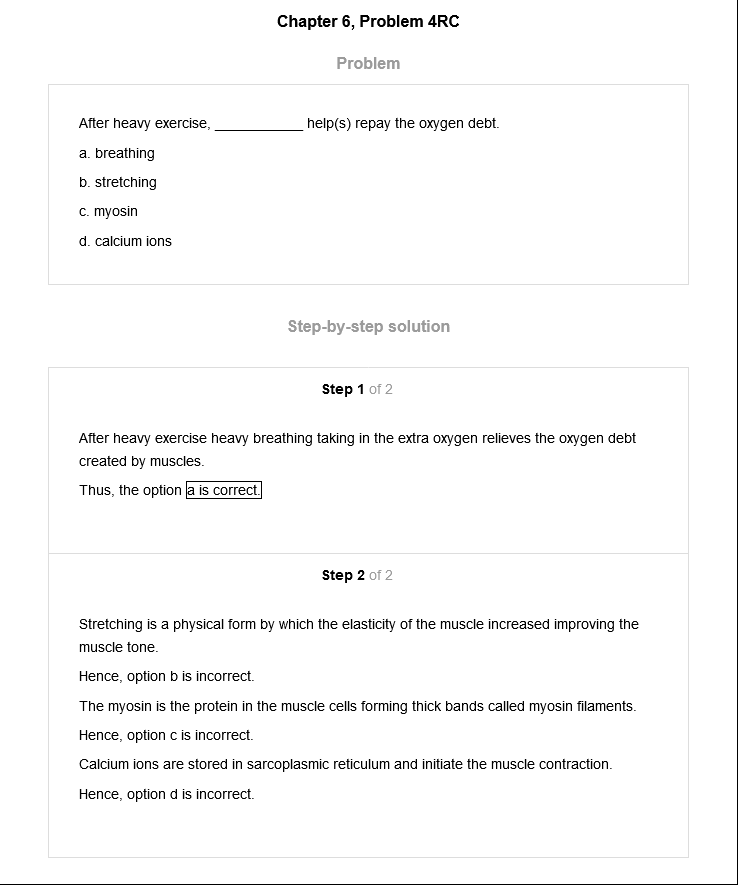 Chapter 6, Problem 4RC
Problem
After heavy exercise, ___________ help(s) repay the oxygen debt.
a. breathing
b. stretching
c. myosin
d. calcium ions
Step-by-step solution
Step 1 of 2
After heavy exercise heavy breathing taking in the extra oxygen relieves the oxygen debt
created by muscles.
Thus, the option a is correct.
Step 2 of 2
Stretching is a physical form by which the elasticity of the muscle increased improving the
muscle tone.
Hence, option b is incorrect.
The myosin is the protein in the muscle cells forming thick bands called myosin filaments.
Hence, option c is incorrect.
Calcium ions are stored in sarcoplasmic reticulum and initiate the muscle contraction.
Hence, option d is incorrect.